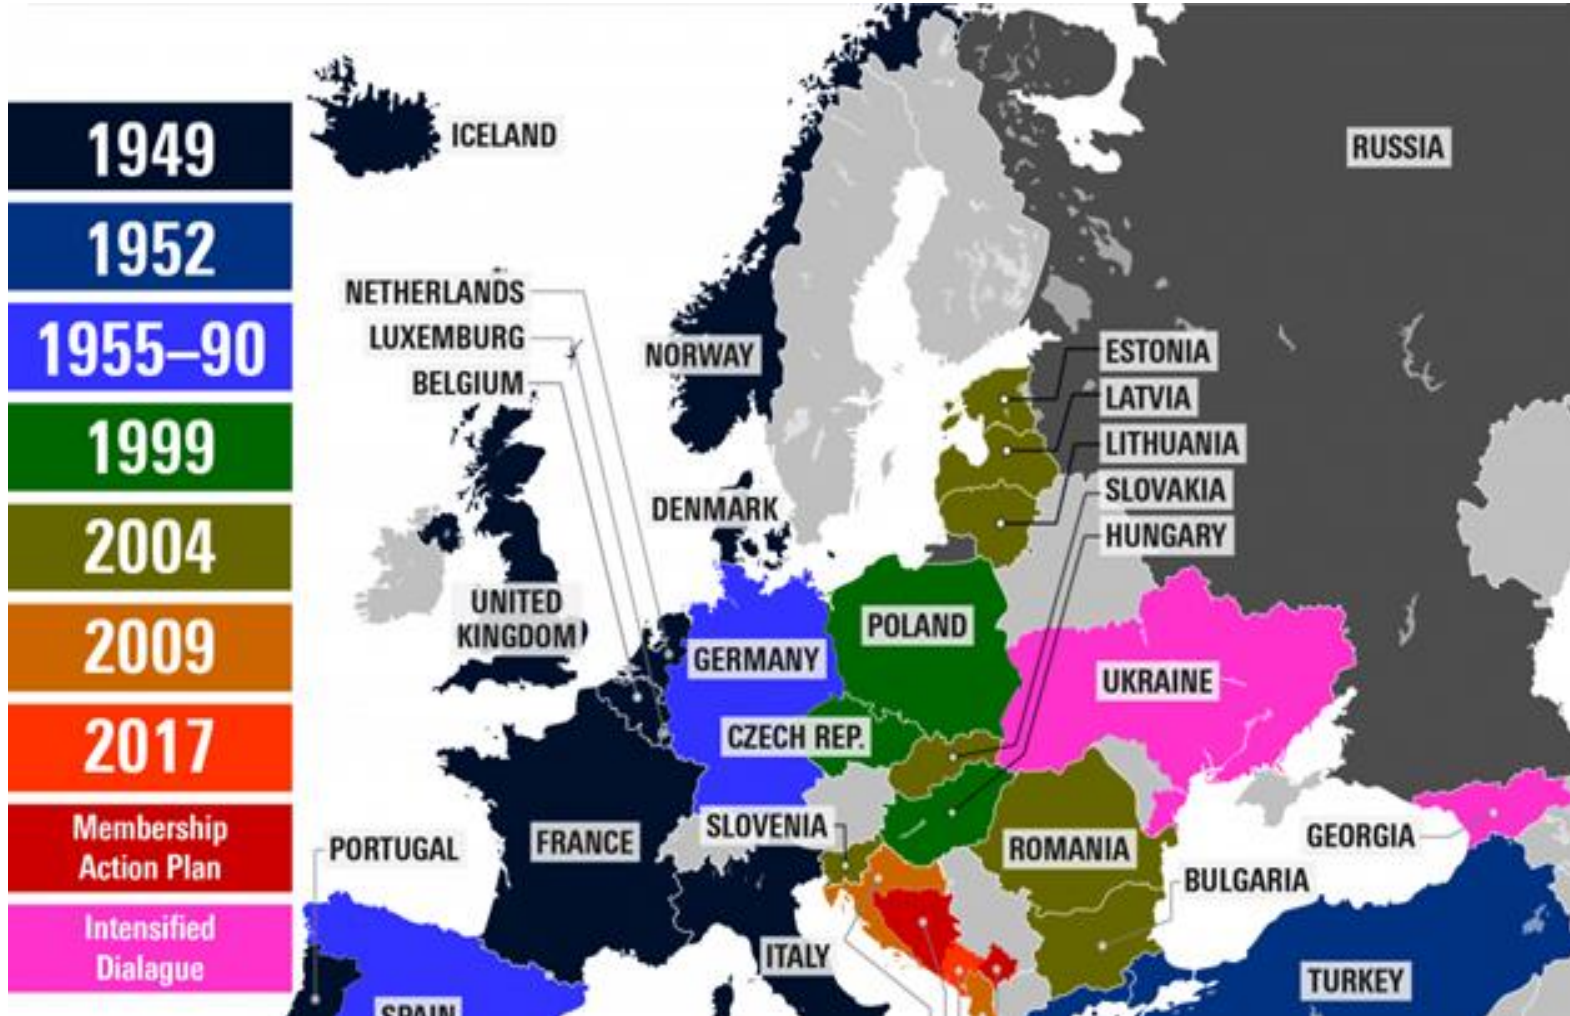 1949
1952
1955–90
1999
2004
2009
2017
Membership
Action Plan
Intensified
Dialague
ICELAND
RUSSIA
NETHERLANDS
LUXEMBURG
BELGIUM
NORWAY
DENMARK
UNITED
KINGDOM
ESTONIA
LATVIA
LITHUANIA
SLOVAKIA
HUNGARY
POLAND
GERMANY
UKRAINE
CZECH REP.
SLOVENIA
FRANCE
PORTUGAL
ROMANIA
GEORGIA
BULGARIA
ITALY
TURKEY
SPAIN